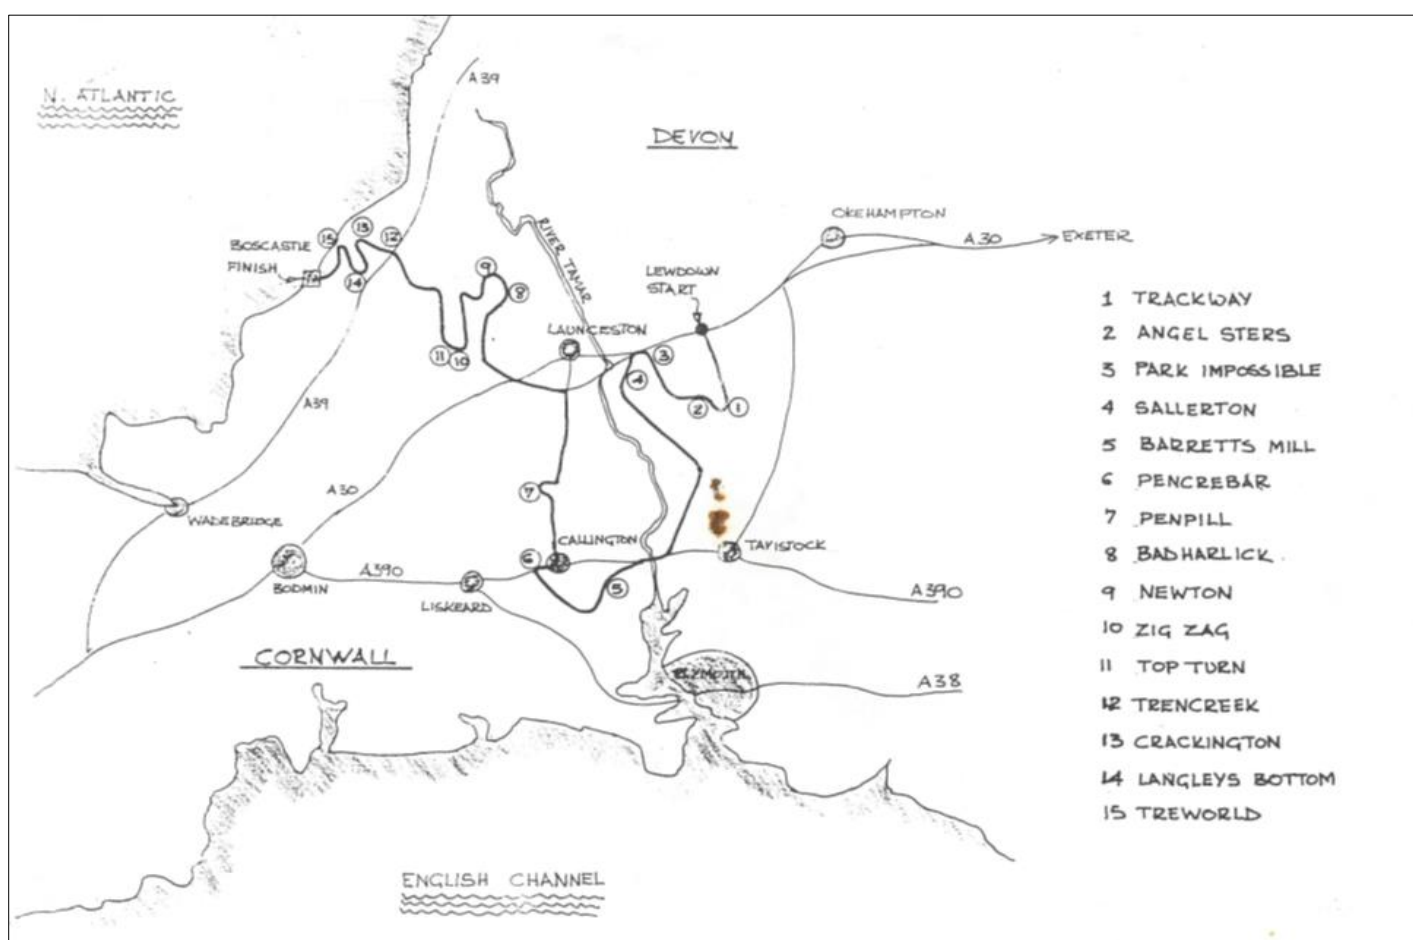 N. ATLANTIC
A39
DEVON
OKEHAMPTON
A30
EXETER
RIVER TAMAR
BOSCASTLE
FINISH
15
13
12
14
9
8
11
10
LEWDOWN
START
LAUNCESTON
3
4
2
1
A39
A30
7
WADEBRIDGE
CALLINGTON
6
5
TAVISTOCK
BODMIN
A390
LISKEARD
A390
CORNWALL
PLYMOUTH
A38
ENGLISH CHANNEL
1 TRACKWAY
2 ANGEL STERS
3 PARK IMPOSSIBLE
4 SALLERTON
5 BARRETTS MILL
6 PENCREBAR
7 PENPILL
8 BADHARLICK
9 NEWTON
10 ZIG ZAG
11 TOP TURN
12 TRENCREEK
13 CRACKINGTON
14 LANGLEYS BOTTOM
15 TREWORLD